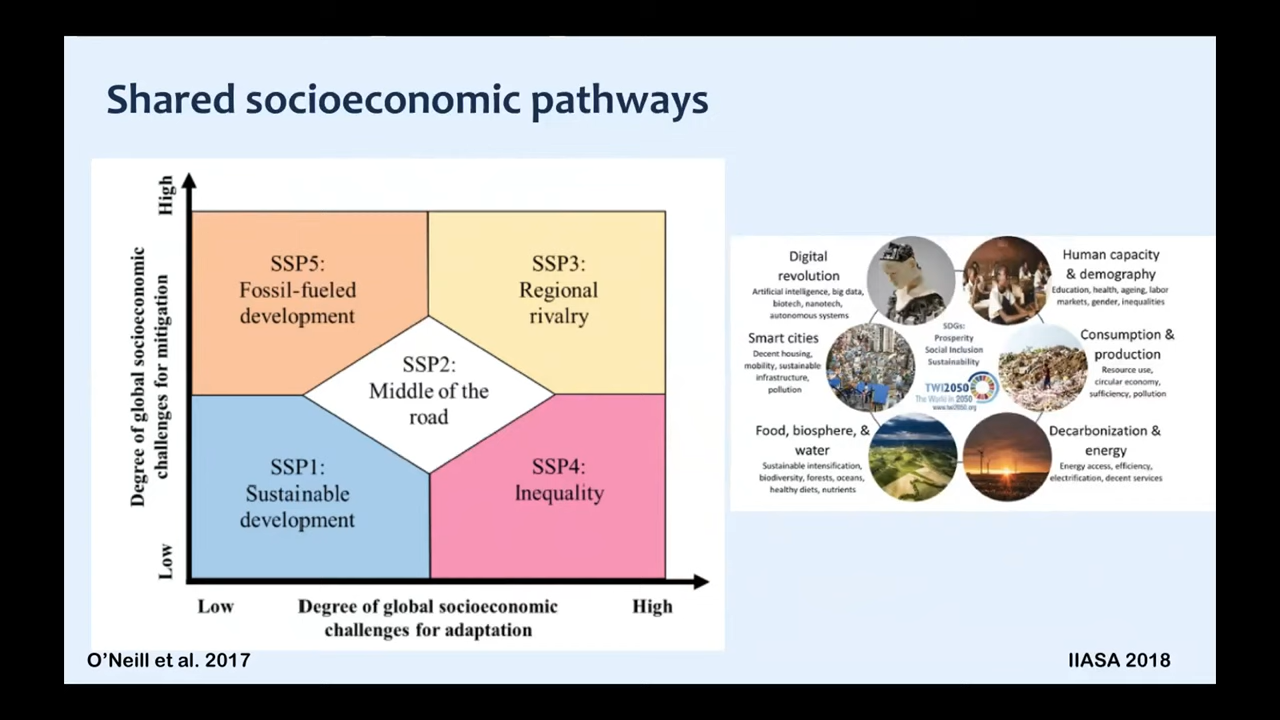 Shared socioeconomic pathways
High
Degree of global socioeconomic
challenges for mitigation
Low
SSP5:
Fossil-fueled
development
SSP3:
Regional
rivalry
SSP2:
Middle of the
road
SSP1:
Sustainable
development
SSP4:
Inequality
Low
Degree of global socioeconomic
challenges for adaptation
High
O'Neill et al. 2017
Digital
revolution
Artificial intelligence, big data,
biotech, nanotech,
autonomous systems
Human capacity
& demography
Education, health, ageing, labor
markets, gender, inequalities
Smart cities
Decent housing,
mobility, sustainable
infrastructure,
pollution
SDGs:
Prosperity
Social Inclusion
Sustainability
TWI2050
The World in 2050
www.twi2050.org
Consumption &
production
Resource use,
circular economy,
sufficiency, pollution
Food, biosphere, &
water
Sustainable intensification,
biodiversity, forests, oceans,
healthy diets, nutrients
Decarbonization &
energy
Energy access, efficiency,
electrification, decent services
IIASA 2018